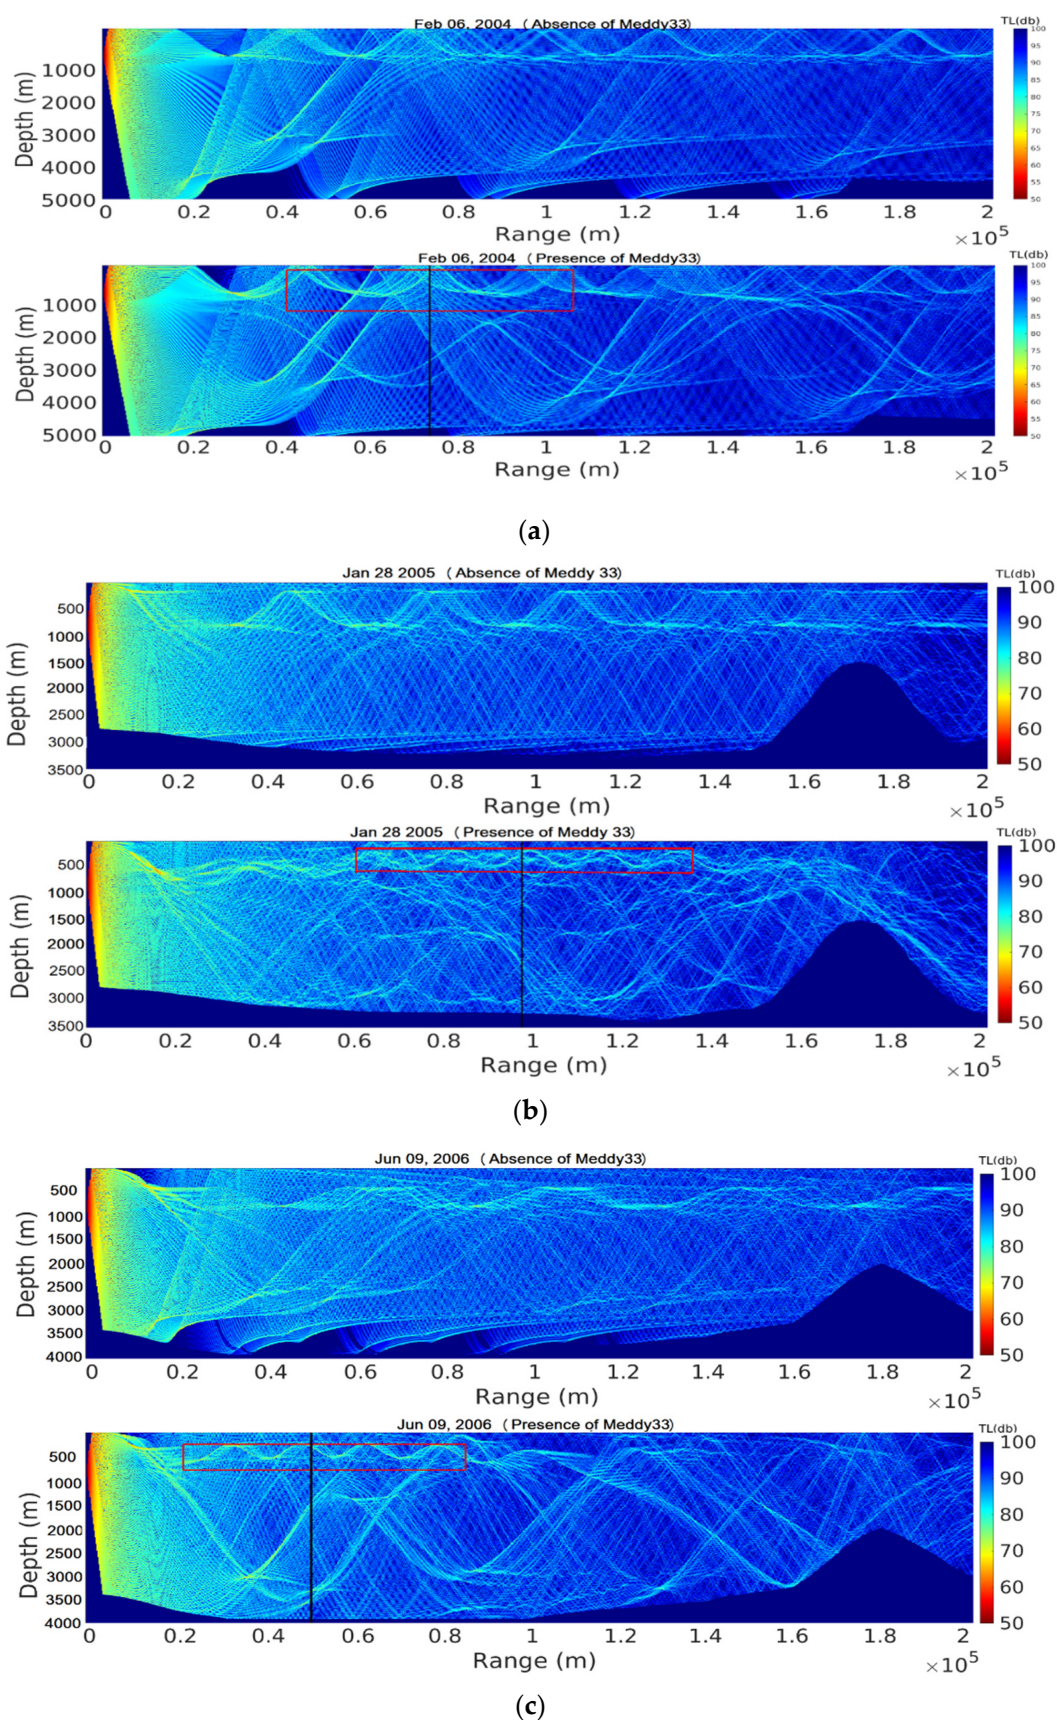 Feb 06, 2004 (Absence of Meddy33)
TL(db)
Depth (m)
1000
2000
3000
4000
5000
100
95
90
85
80
75
70
65
60
55
50
0 0.2 0.4 0.6 0.8 1 1.2 1.4 1.6 1.8 2
Range (m)
×10⁵
Feb 06, 2004 (Presence of Meddy33)
TL(db)
Depth (m)
1000
2000
3000
4000
5000
100
95
90
85
80
75
70
65
60
55
50
0 0.2 0.4 0.6 0.8 1 1.2 1.4 1.6 1.8 2
Range (m)
×10⁵
(a)
Jan 28 2005 (Absence of Meddy 33)
TL(db)
Depth (m)
500
1000
1500
2000
2500
3000
3500
100
90
80
70
60
50
0 0.2 0.4 0.6 0.8 1 1.2 1.4 1.6 1.8 2
Range (m)
×10⁵
Jan 28 2005 (Presence of Meddy 33)
TL(db)
Depth (m)
500
1000
1500
2000
2500
3000
3500
100
90
80
70
60
50
0 0.2 0.4 0.6 0.8 1 1.2 1.4 1.6 1.8 2
Range (m)
×10⁵
(b)
Jun 09, 2006 (Absence of Meddy33)
TL(db)
Depth (m)
500
1000
1500
2000
2500
3000
3500
4000
100
90
80
70
60
50
0 0.2 0.4 0.6 0.8 1 1.2 1.4 1.6 1.8 2
Range (m)
×10⁵
Jun 09, 2006 (Presence of Meddy33)
TL(db)
Depth (m)
500
1000
1500
2000
2500
3000
3500
4000
100
90
80
70
60
50
0 0.2 0.4 0.6 0.8 1 1.2 1.4 1.6 1.8 2
Range (m)
×10⁵
(c)